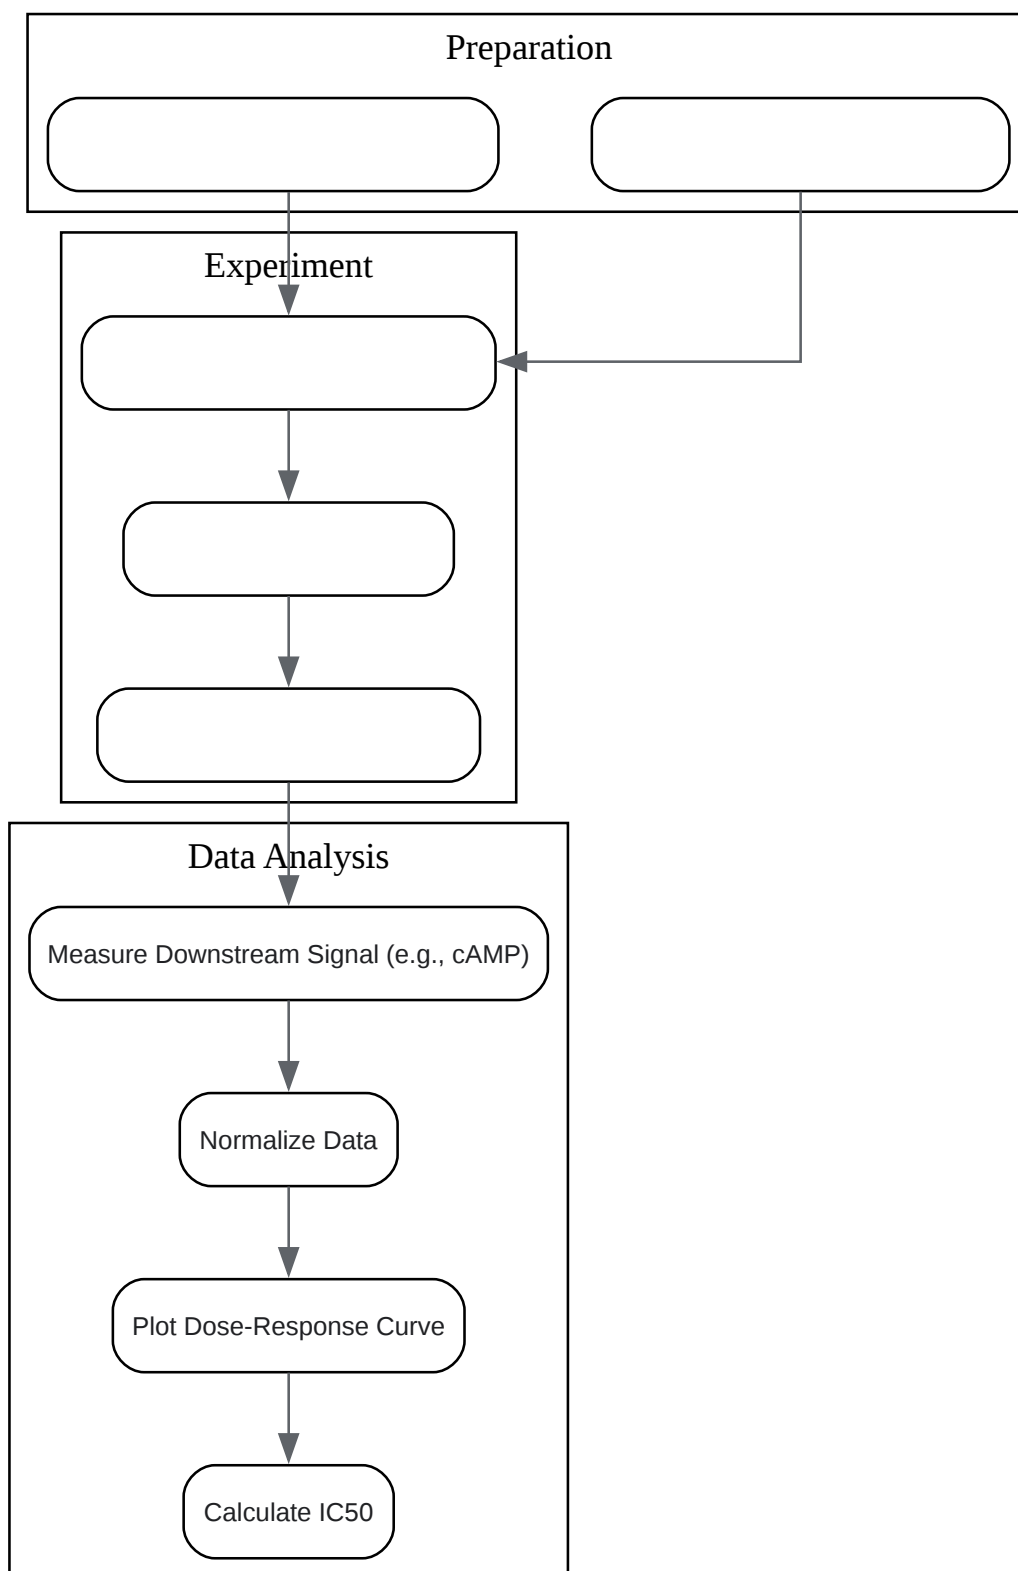 Preparation
Experiment
Data Analysis
Measure Downstream Signal (e.g., cAMP)
Normalize Data
Plot Dose-Response Curve
Calculate IC50